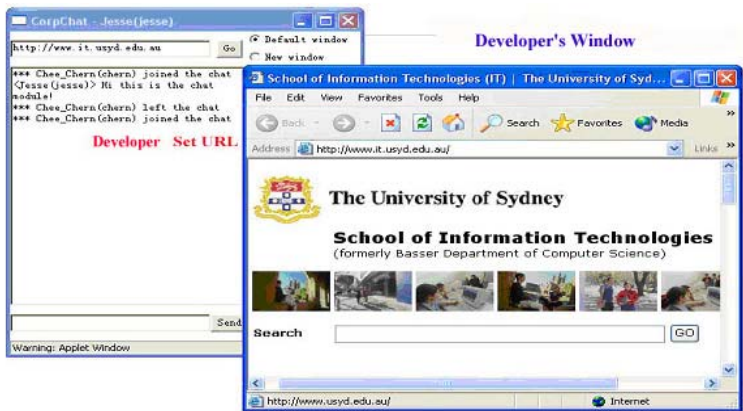 CorpChat - Jesse(jesse)
http://www.it.usyd.edu.au
Go
Default window
New window
Developer's Window
*** Chee_Chern(chern) joined the chat
<Jesse(jesse)> Hi this is the chat
module!
*** Chee_Chern(chern) left the chat
*** Chee_Chern(chern) joined the chat
Developer Set URL
Send
Warning: Applet Window
School of Information Technologies (IT) | The University of Syd...
File Edit View Favorites Tools Help
Back Search Favorites Media
Address http://www.it.usyd.edu.au/ Links
The University of Sydney
School of Information Technologies
(formerly Basser Department of Computer Science)
Search GO
http://www.usyd.edu.au/ Internet